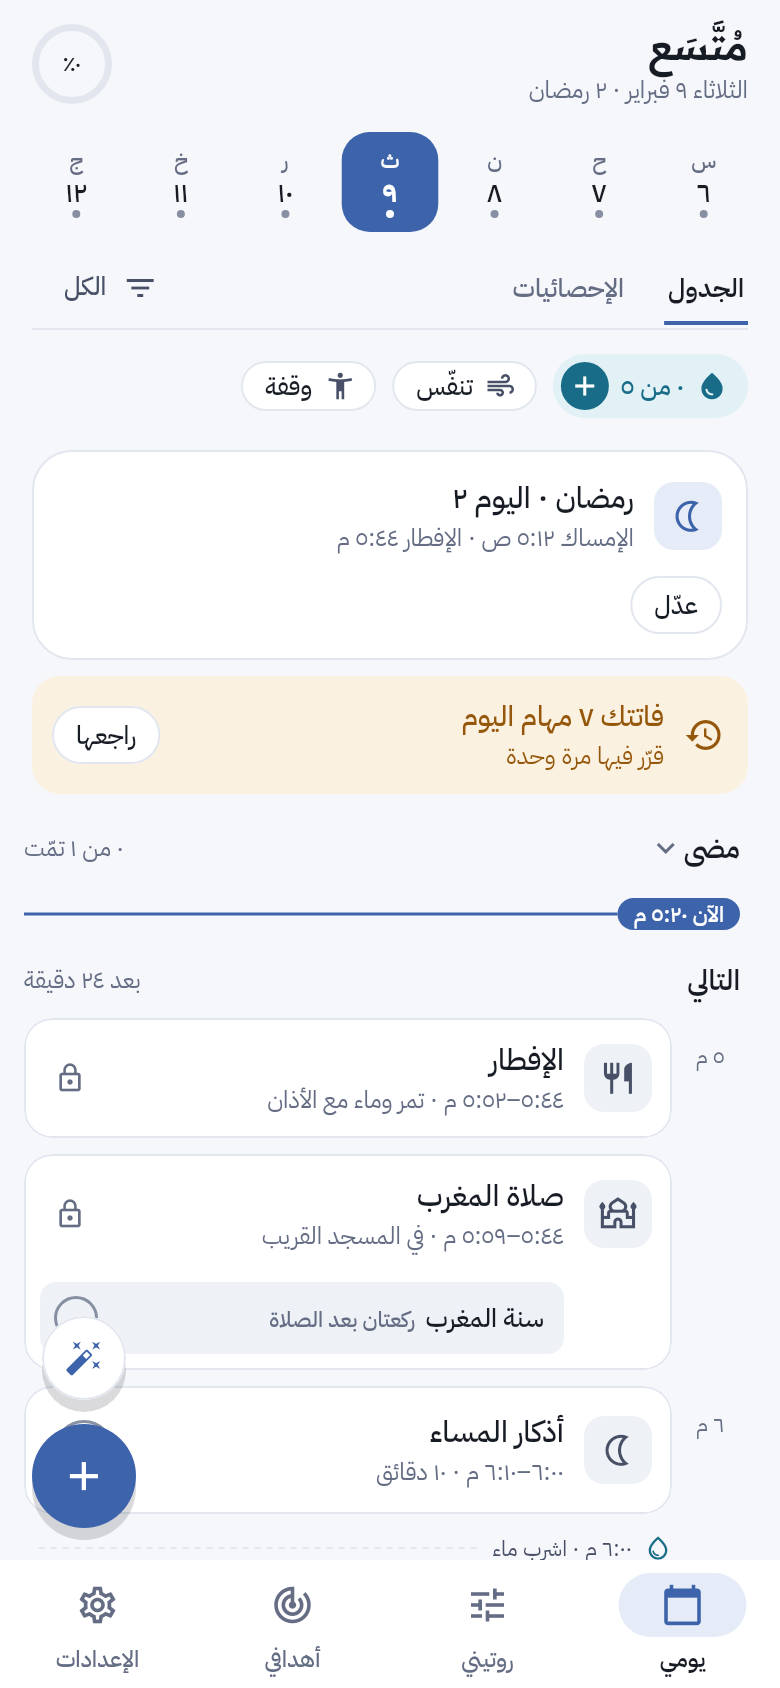 مُتَّسَع
٠٪
الثلاثاء ٩ فبراير · ٢ رمضان
س ح ن ث ر خ ج
٦ ٧ ٨ ٩ ١٠ ١١ ١٢
الجدول الإحصائيات الكل
٠ من ٥ تنفّس وقفة
رمضان · اليوم ٢
الإمساك ٥:١٢ ص · الإفطار ٥:٤٤ م
عدّل
فاتتك ٧ مهام اليوم
قرّر فيها مرة وحدة
راجعها
مضى ٠ من ١ تمّت
الآن ٥:٢٠ م
التالي بعد ٢٤ دقيقة
٥ م
الإفطار
٥:٤٤–٥:٥٢ م · تمر وماء مع الأذان
صلاة المغرب
٥:٤٤–٥:٥٩ م · في المسجد القريب
سنة المغرب ركعتان بعد الصلاة
٦ م
أذكار المساء
٦:٠٠–٦:١٠ م · ١٠ دقائق
٦:٠٠ م · اشرب ماء
يومي روتيني أهدافي الإعدادات